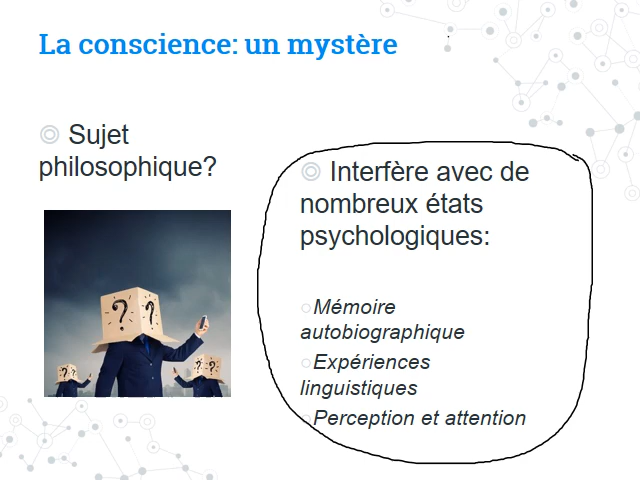 La conscience: un mystère
Sujet
philosophique?
Interfère avec de
nombreux états
psychologiques:
Mémoire
autobiographique
Expériences
linguistiques
Perception et attention
? ?
? ?
? ?